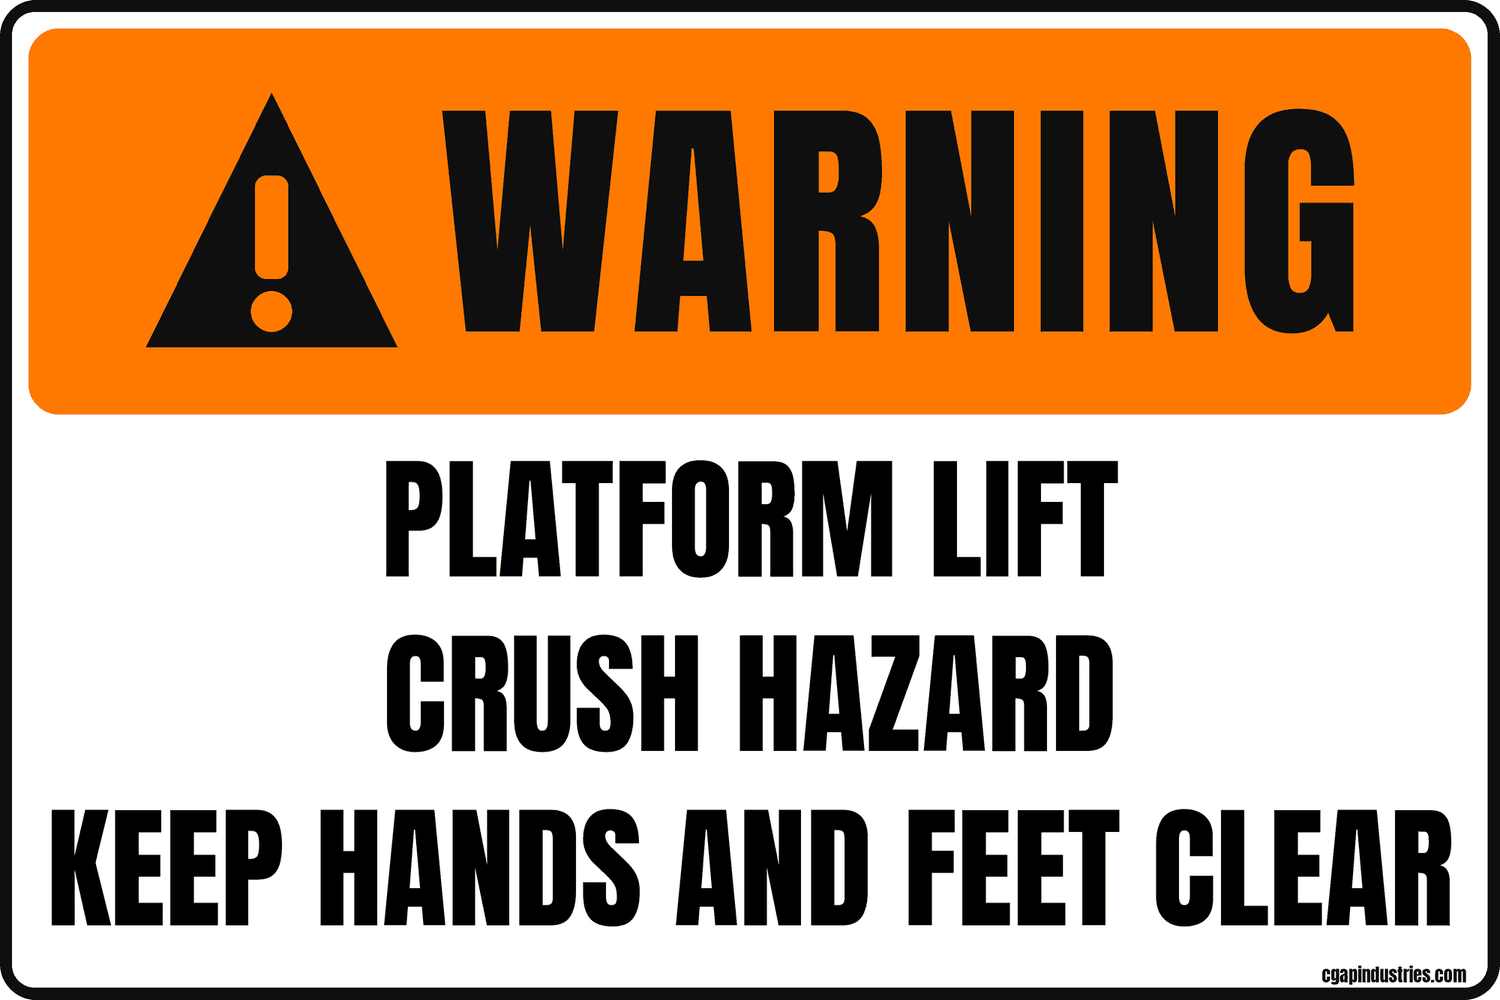 WARNING
PLATFORM LIFT
CRUSH HAZARD
KEEP HANDS AND FEET CLEAR
cgapindustries.com